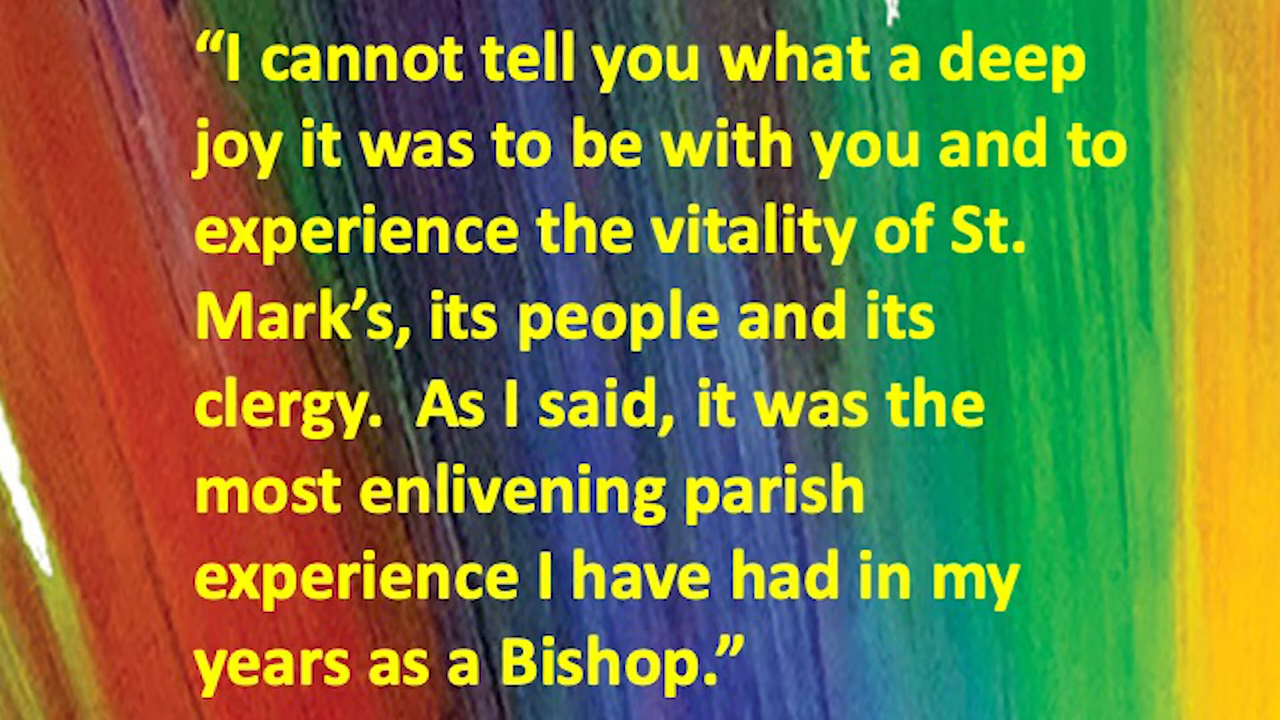 “I cannot tell you what a deep
joy it was to be with you and to
experience the vitality of St.
Mark’s, its people and its
clergy.  As I said, it was the
most enlivening parish
experience I have had in my
years as a Bishop.”